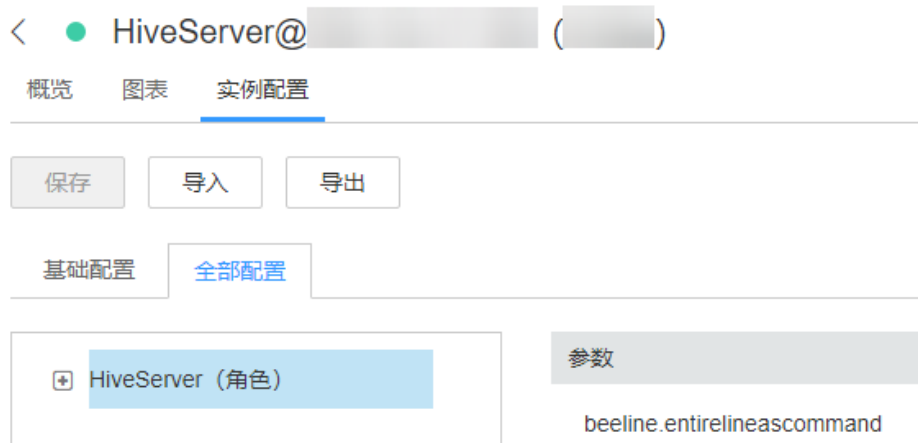 HiveServer@ ( )
概览 图表 实例配置
保存 导入 导出
基础配置 全部配置
HiveServer（角色） 参数
beeline.entirelineascommand